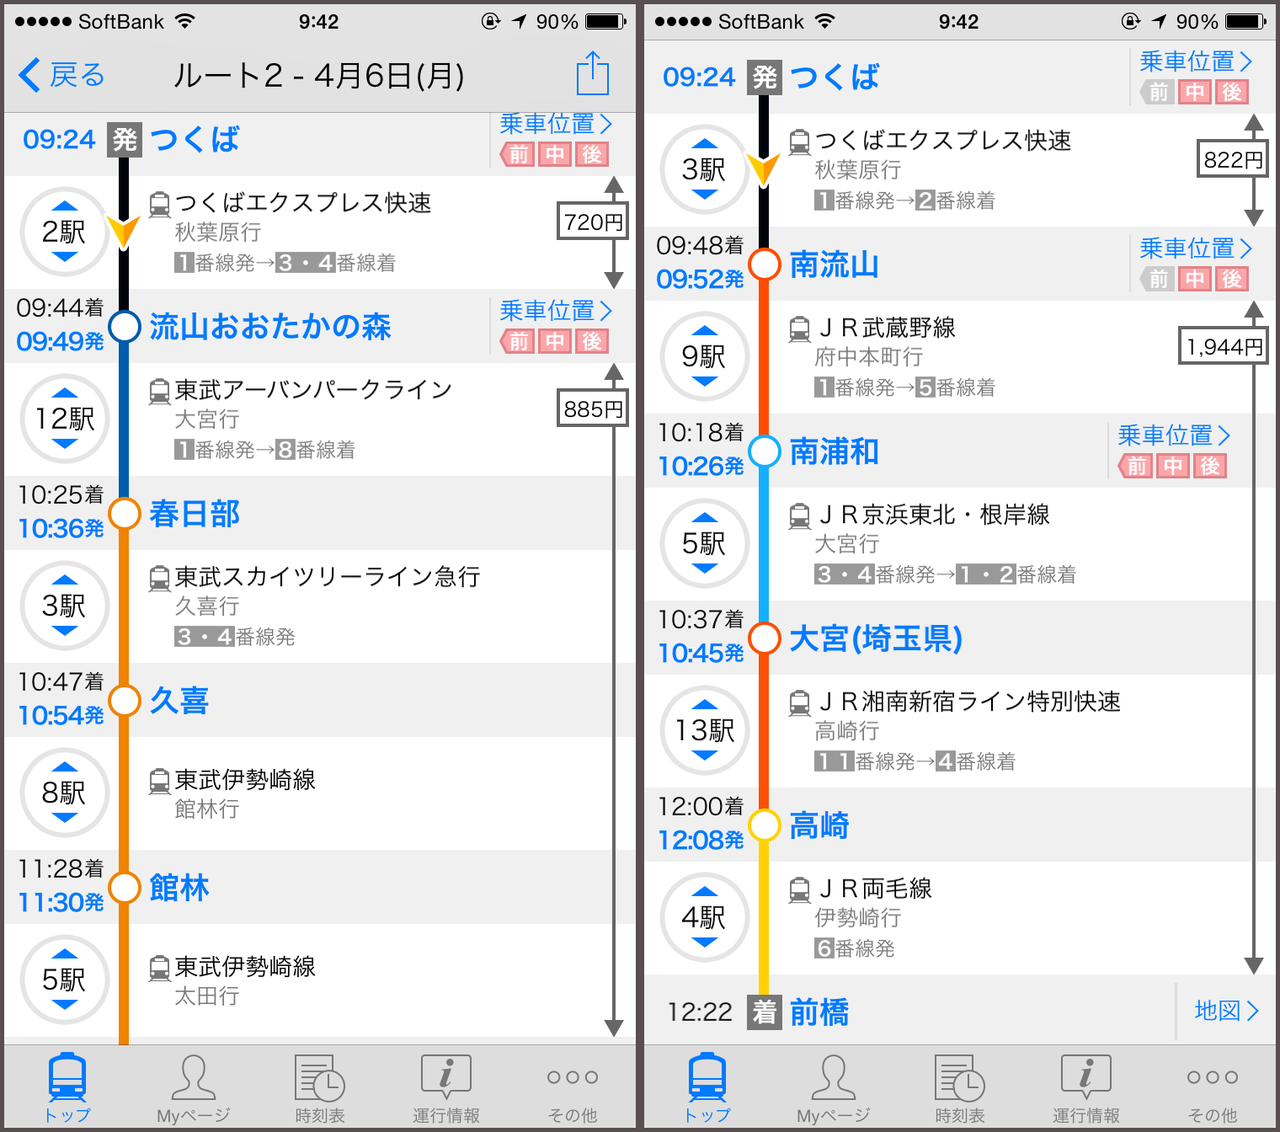 SoftBank 9:42 90%
戻る ルート2 - 4月6日(月)
09:24 発 つくば 乗車位置
前 中 後
2駅 つくばエクスプレス快速
秋葉原行
720円
1番線発→3・4番線着
09:44着
09:49発 流山おおたかの森 乗車位置
前 中 後
12駅 東武アーバンパークライン
大宮行
885円
1番線発→8番線着
10:25着
10:36発 春日部
3駅 東武スカイツリーライン急行
久喜行
3・4番線発
10:47着
10:54発 久喜
8駅 東武伊勢崎線
館林行
11:28着
11:30発 館林
5駅 東武伊勢崎線
太田行
トップ Myページ 時刻表 運行情報 その他
SoftBank 9:42 90%
09:24 発 つくば 乗車位置
前 中 後
3駅 つくばエクスプレス快速
秋葉原行
822円
1番線発→2番線着
09:48着
09:52発 南流山 乗車位置
前 中 後
9駅 JR武蔵野線
府中本町行
1,944円
1番線発→5番線着
10:18着
10:26発 南浦和 乗車位置
前 中 後
5駅 JR京浜東北・根岸線
大宮行
3・4番線発→1・2番線着
10:37着
10:45発 大宮(埼玉県)
13駅 JR湘南新宿ライン特別快速
高崎行
11番線発→4番線着
12:00着
12:08発 高崎
4駅 JR両毛線
伊勢崎行
6番線発
12:22 着 前橋 地図
トップ Myページ 時刻表 運行情報 その他